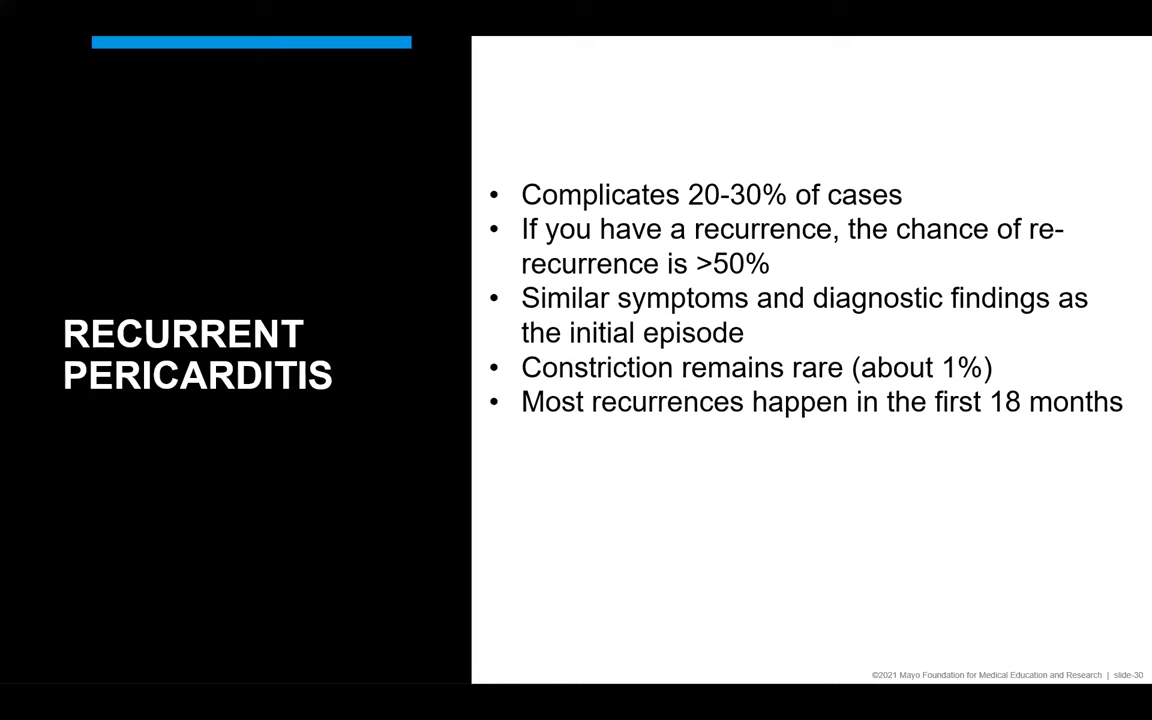 RECURRENT
PERICARDITIS
• Complicates 20-30% of cases
• If you have a recurrence, the chance of re-
recurrence is >50%
• Similar symptoms and diagnostic findings as
the initial episode
• Constriction remains rare (about 1%)
• Most recurrences happen in the first 18 months
©2021 Mayo Foundation for Medical Education and Research | slide-30